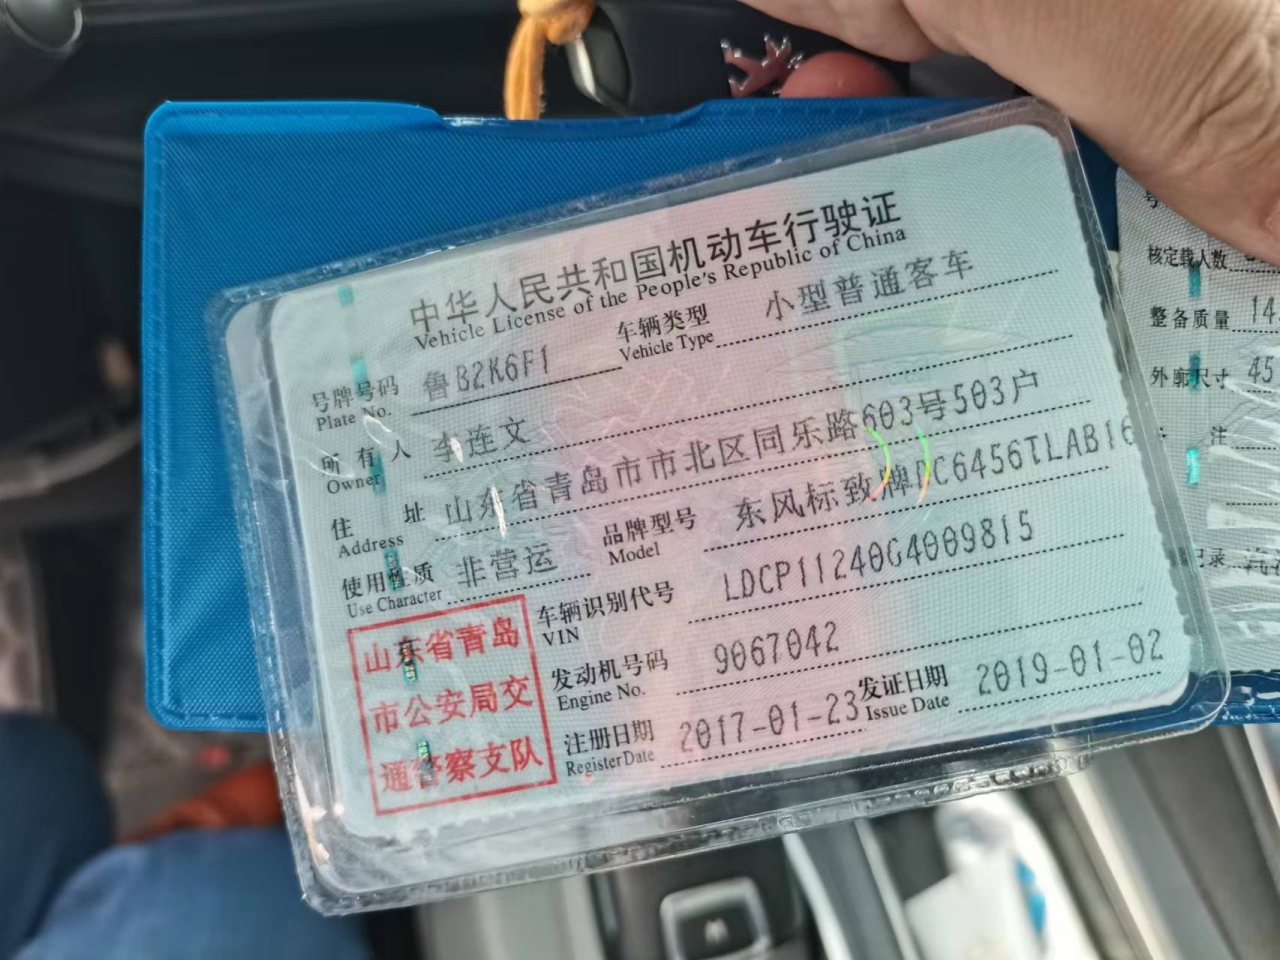 中华人民共和国机动车行驶证
Vehicle License of the People's Republic of China
号牌号码 鲁B2K6F1 车辆类型 小型普通客车
Plate No. Vehicle Type
所有人 李连文
Owner
住址 山东省青岛市市北区同乐路603号503户
Address
使用性质 非营运 品牌型号 东风标致牌DC6456TLAB16
Use Character Model
车辆识别代号 LDCP11240G4009815
VIN
发动机号码 9067042
Engine No.
注册日期 2017-01-23 发证日期 2019-01-02
Register Date Issue Date
山东省青岛
市公安局交
通警察支队
号
核定载人数
整备质量 14
外廓尺寸 45
注
记录